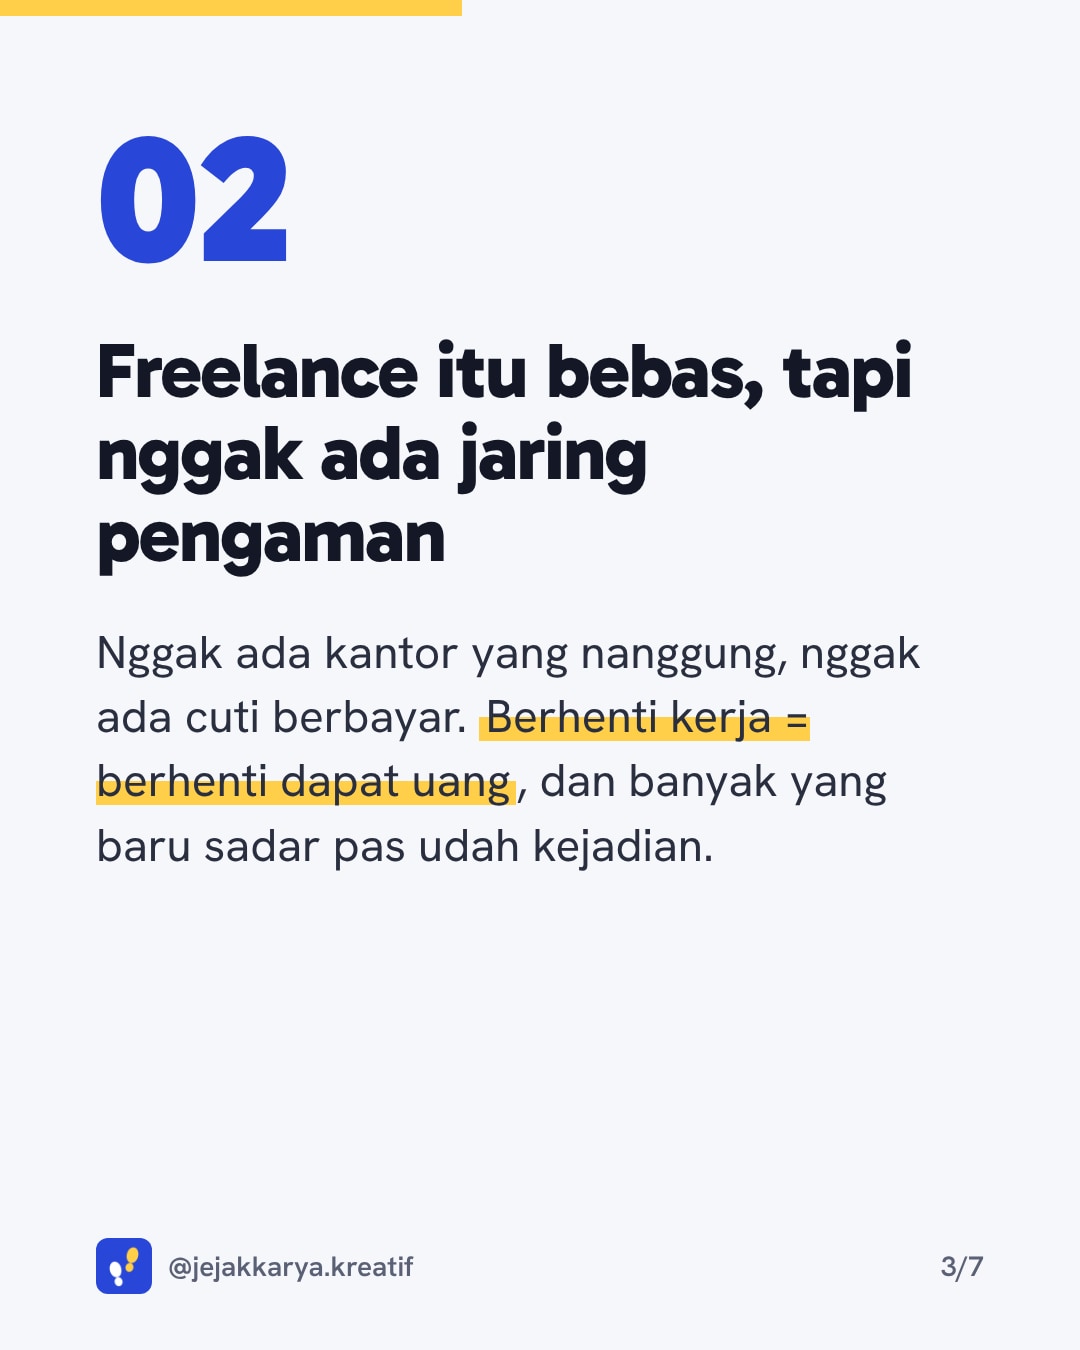 02
Freelance itu bebas, tapi
nggak ada jaring
pengaman
Nggak ada kantor yang nanggung, nggak
ada cuti berbayar. Berhenti kerja =
berhenti dapat uang, dan banyak yang
baru sadar pas udah kejadian.
@jejakkarya.kreatif
3/7